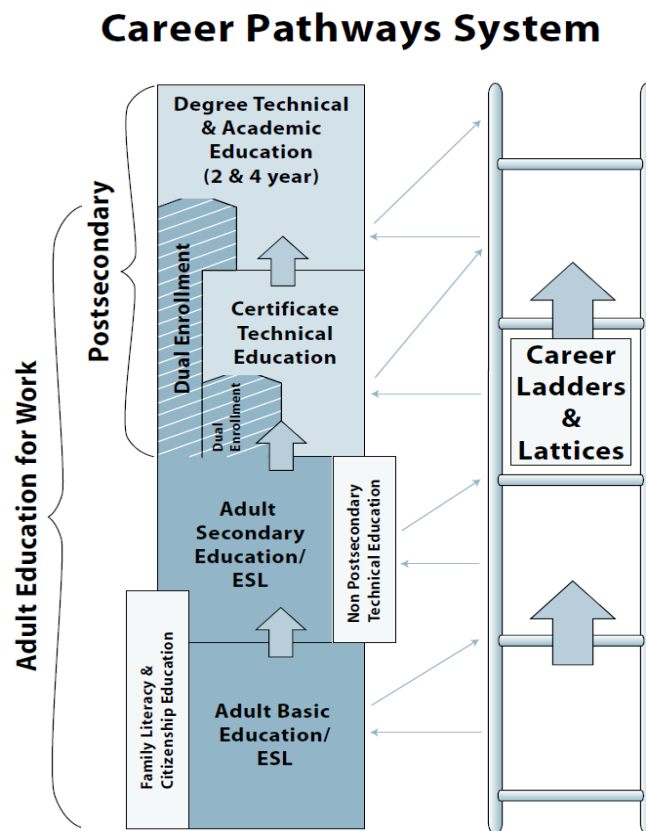 Career Pathways System
Degree Technical
& Academic
Education
(2 & 4 year)
Postsecondary
Dual Enrollment
Certificate
Technical
Education
Dual
Enrollment
Career
Ladders
&
Lattices
Adult Education for Work
Adult
Secondary
Education/
ESL
Non Postsecondary
Technical Education
Family Literacy &
Citizenship Education
Adult Basic
Education/
ESL